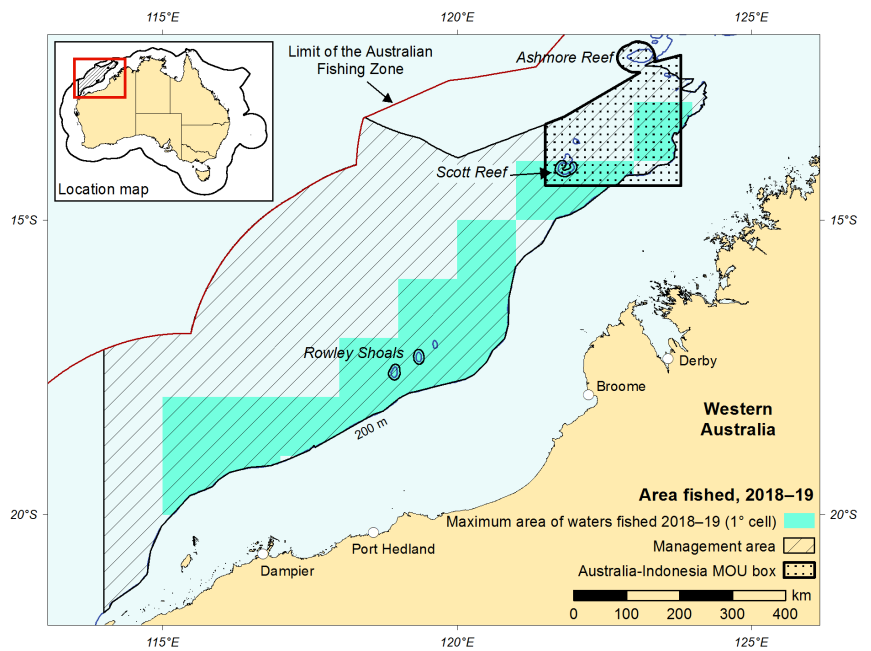 115°E
120°E
125°E
Limit of the Australian
Fishing Zone
Ashmore Reef
Location map
Scott Reef
15°S
15°S
Rowley Shoals
Derby
Broome
Western
Australia
200 m
Area fished, 2018–19
20°S
20°S
Maximum area of waters fished 2018–19 (1° cell)
Port Hedland
Management area
Dampier
Australia-Indonesia MOU box
km
0 100 200 300 400
115°E
120°E
125°E